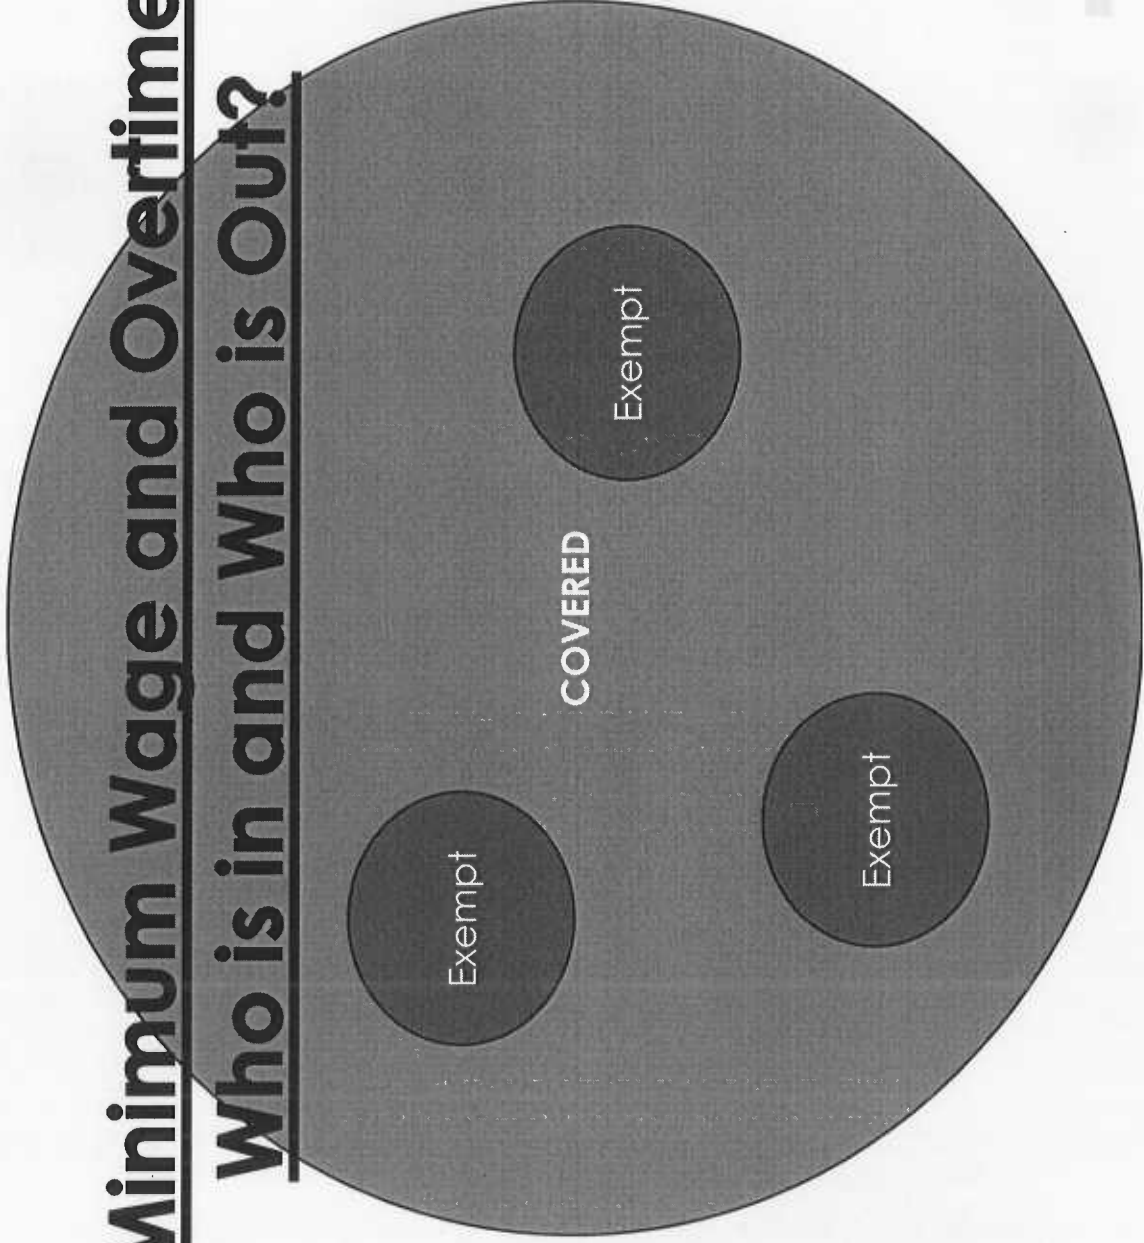 Minimum Wage and Overtime
Who is in and Who is Out?
Exempt
COVERED
Exempt
Exempt